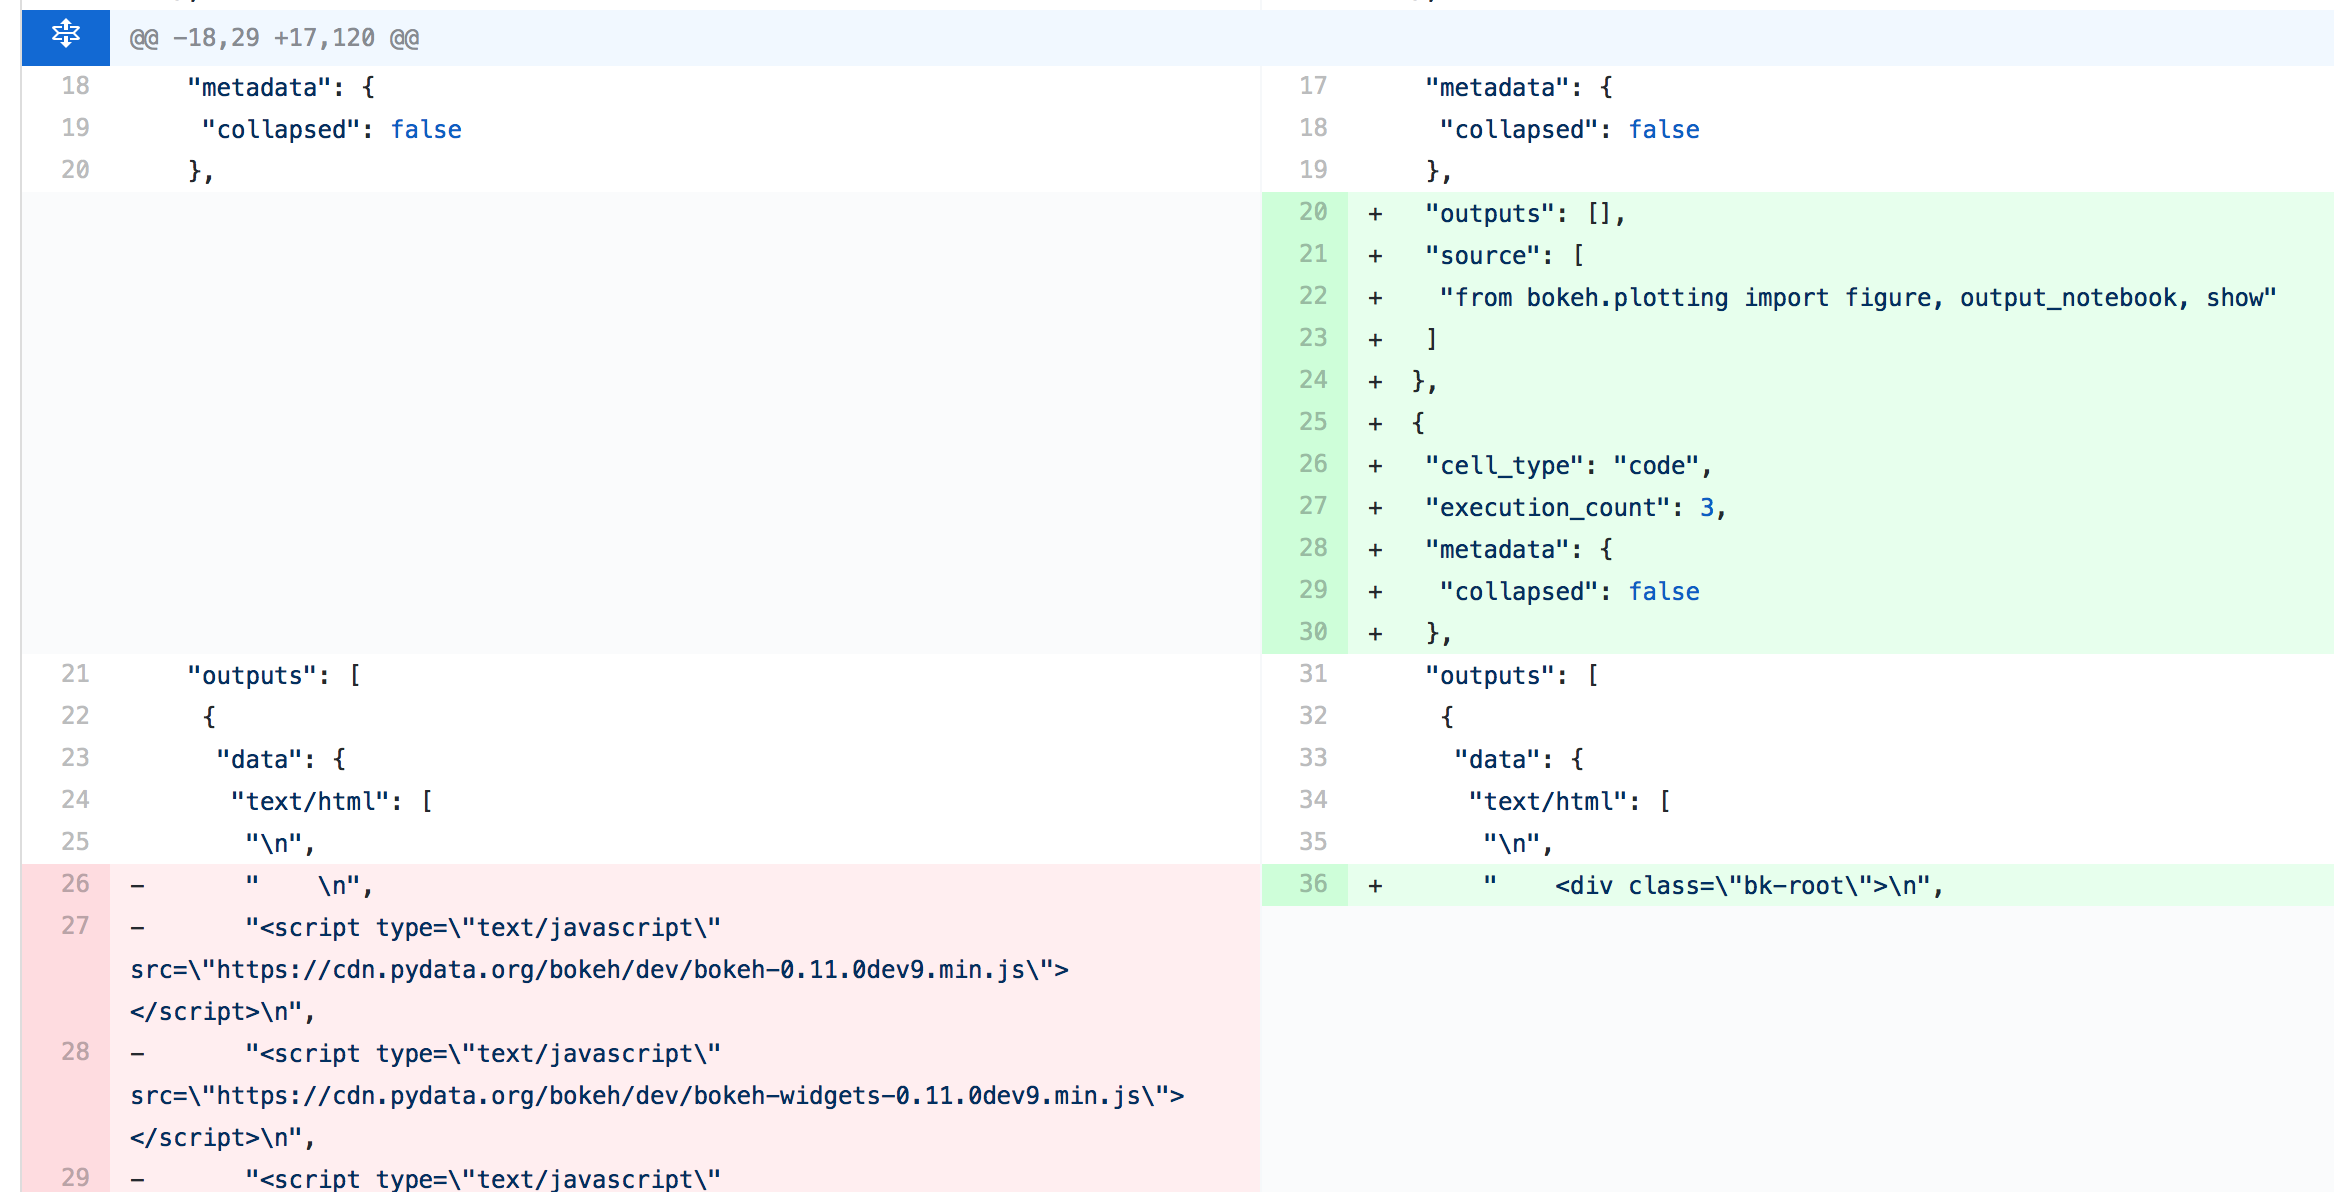 @@ -18,29 +17,120 @@
18 "metadata": {
19 "collapsed": false
20 },
21 "outputs": [
22 {
23 "data": {
24 "text/html": [
25 "\n",
26 - "    \n",
27 - "<script type=\"text/javascript\"
src=\"https://cdn.pydata.org/bokeh/dev/bokeh-0.11.0dev9.min.js\">
</script>\n",
28 - "<script type=\"text/javascript\"
src=\"https://cdn.pydata.org/bokeh/dev/bokeh-widgets-0.11.0dev9.min.js\">
</script>\n",
29 - "<script type=\"text/javascript\"
17 "metadata": {
18 "collapsed": false
19 },
20 + "outputs": [],
21 + "source": [
22 + "from bokeh.plotting import figure, output_notebook, show"
23 + ]
24 + },
25 + {
26 + "cell_type": "code",
27 + "execution_count": 3,
28 + "metadata": {
29 + "collapsed": false
30 + },
31 "outputs": [
32 {
33 "data": {
34 "text/html": [
35 "\n",
36 + "    <div class=\"bk-root\">\n",